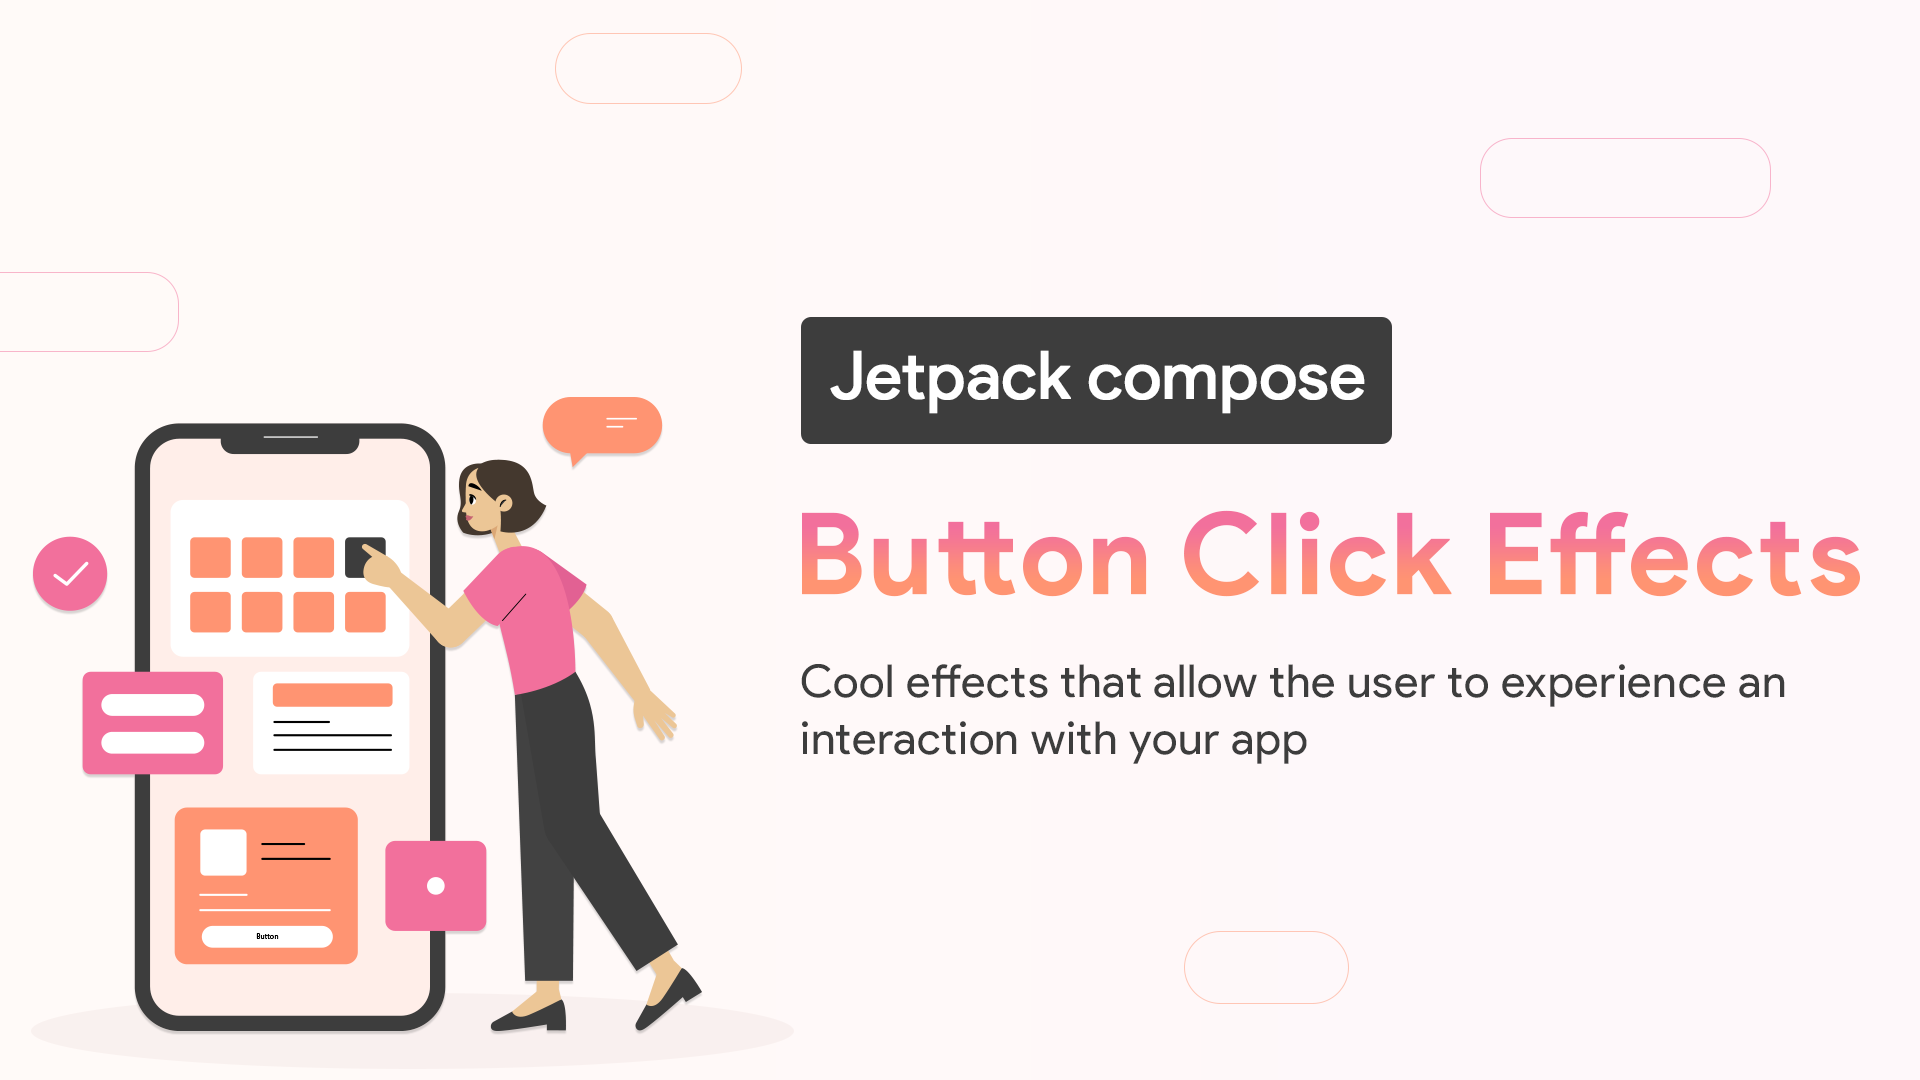 Jetpack compose
Button Click Effects
Cool effects that allow the user to experience an
interaction with your app
Button